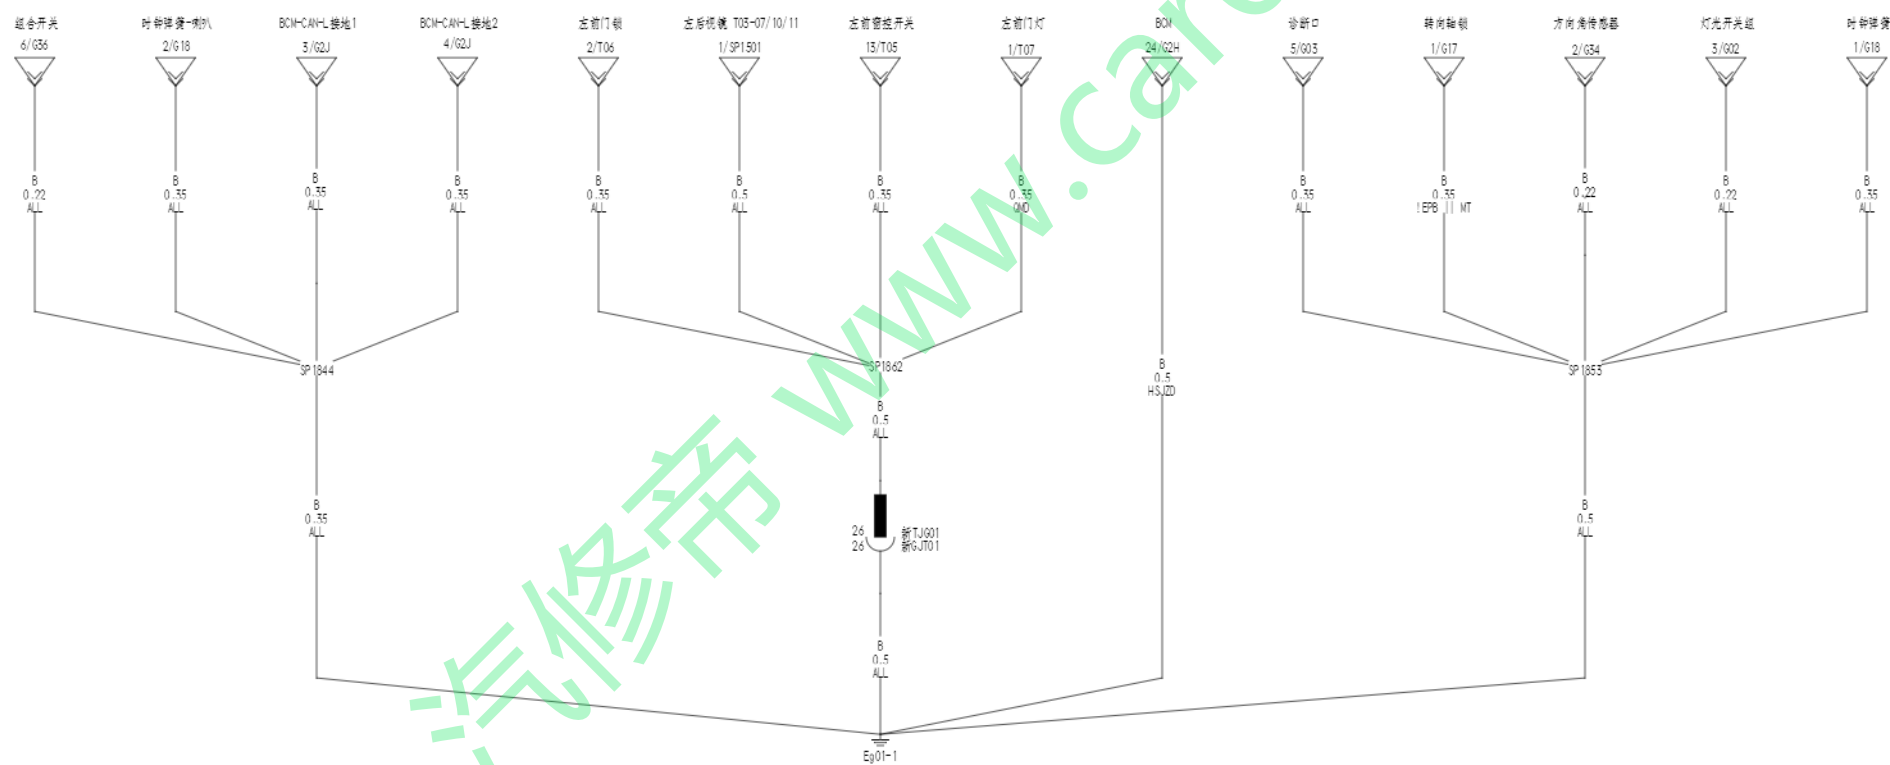 组合开关
6/G36
时钟弹簧-喇叭
2/G18
BCM-CAN-L接地1
3/G2J
BCM-CAN-L接地2
4/G2J
左前门锁
2/T06
左后视镜 T03-07/10/11
1/SP1501
左前窗控开关
13/T05
左前门灯
1/T07
BCM
24/G2H
诊断口
5/G03
转向轴锁
1/G17
方向角传感器
2/G34
灯光开关组
3/G02
时钟弹簧
1/G18
B
0.22
ALL
B
0.35
ALL
B
0.35
ALL
B
0.35
ALL
B
0.35
ALL
B
0.5
ALL
B
0.35
ALL
B
0.35
QMD
B
0.35
ALL
B
0.35
!EPB || MT
B
0.22
ALL
B
0.22
ALL
B
0.35
ALL
SP1844
SP1862
B
0.5
HSJZD
SP1853
B
0.5
ALL
B
0.35
ALL
26
新TJG01
26
新GJT01
B
0.5
ALL
B
0.5
ALL
Eg01-1
汽修帝 www.car